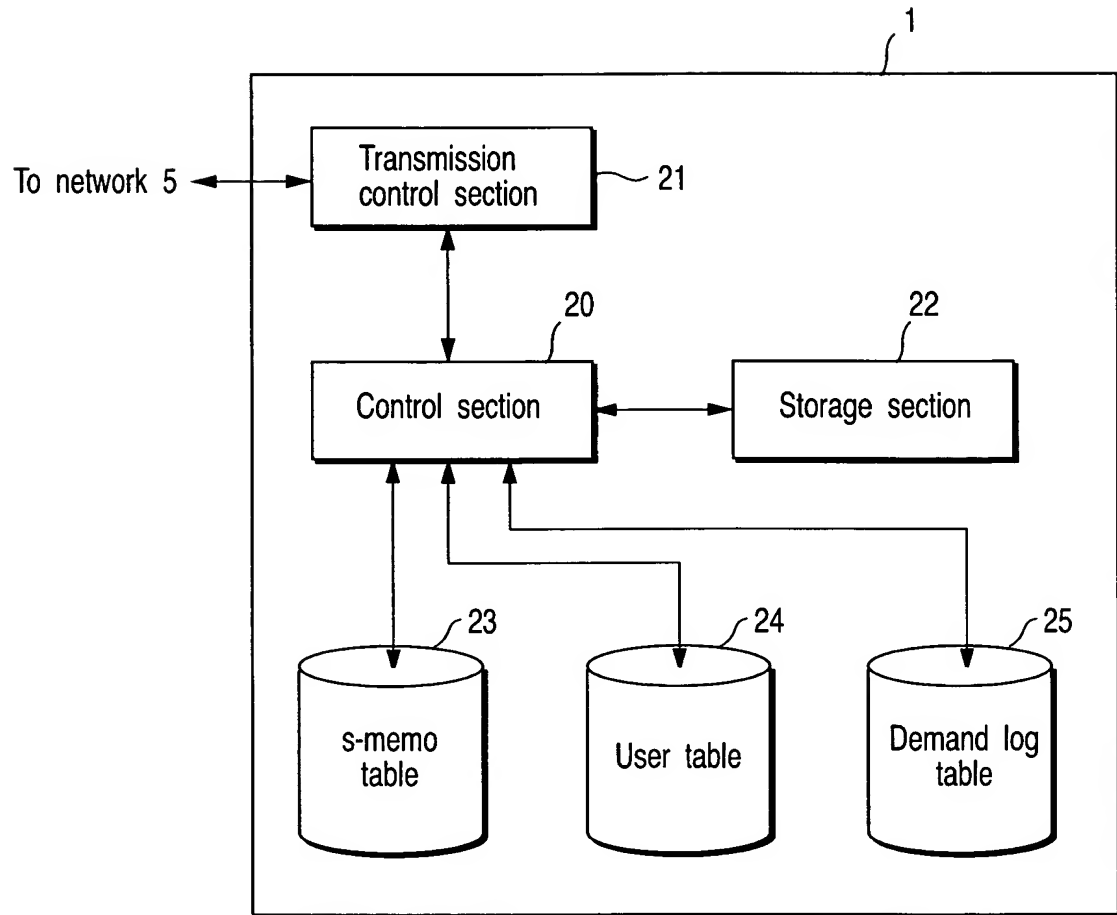 1
Transmission
control section
21
To network 5
20
22
Control section
Storage section
23
24
25
s-memo
table
User table
Demand log
table